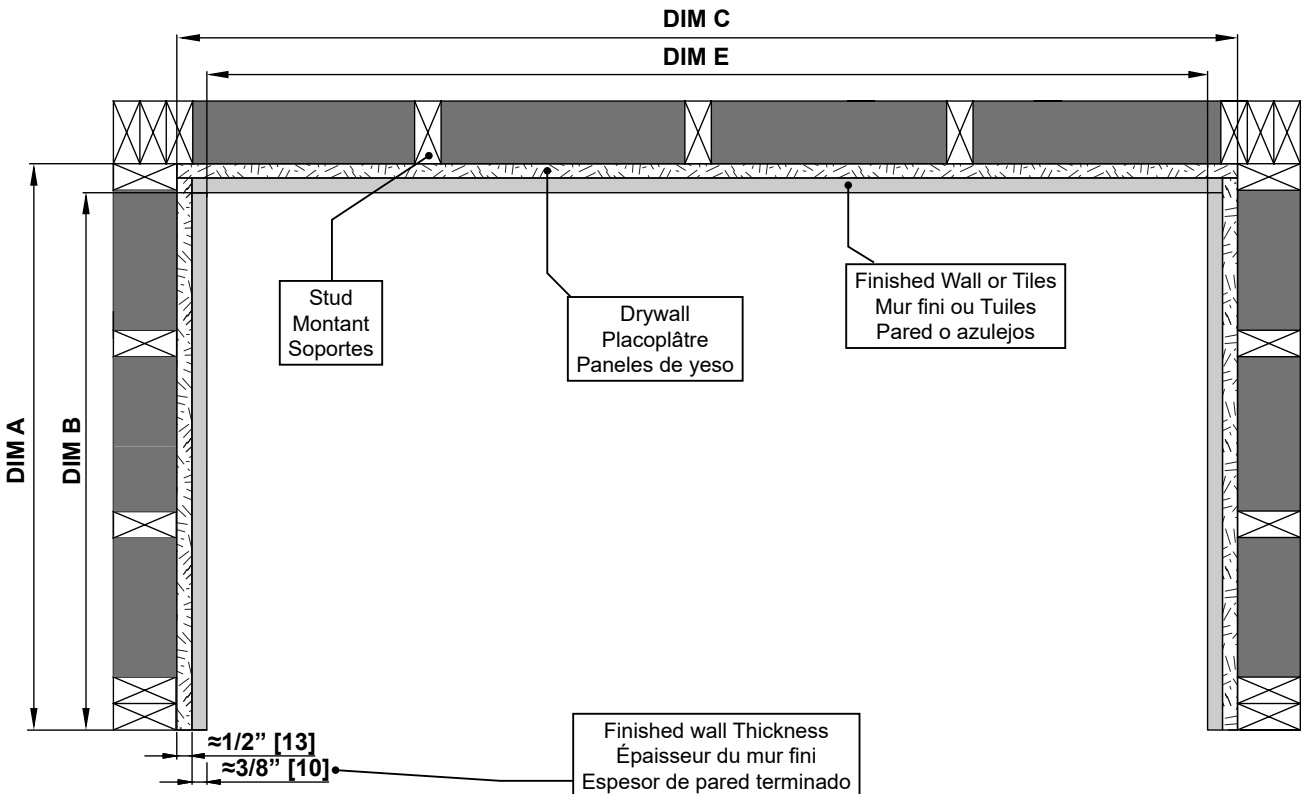 DIM C
DIM E
Stud
Montant
Soportes
Drywall
Placoplâtre
Paneles de yeso
Finished Wall or Tiles
Mur fini ou Tuiles
Pared o azulejos
DIM A
DIM B
≈1/2” [13]
≈3/8” [10]
Finished wall Thickness
Épaisseur du mur fini
Espesor de pared terminado